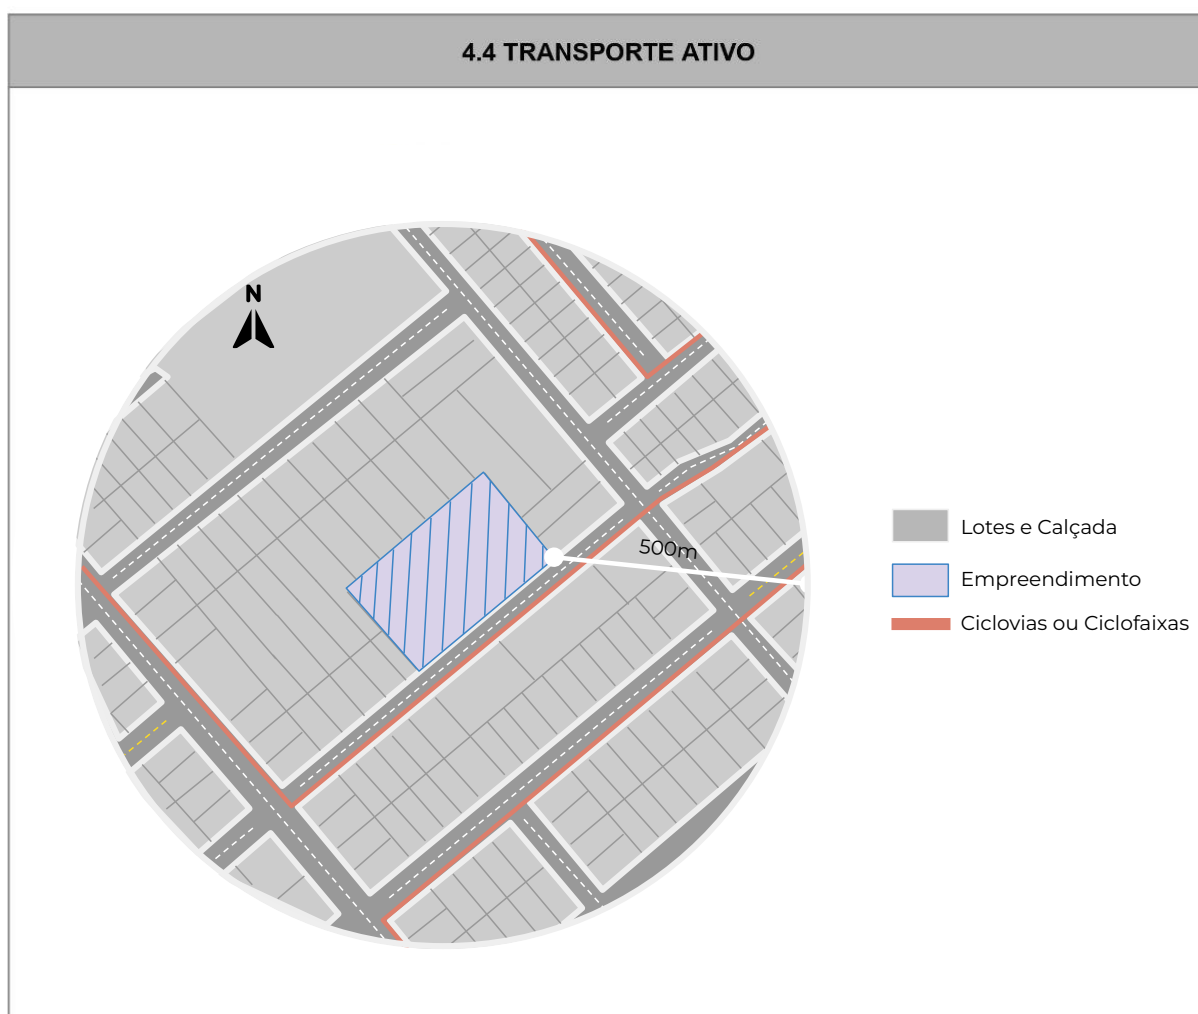 4.4 TRANSPORTE ATIVO
N
500m
Lotes e Calçada
Empreendimento
Ciclovias ou Ciclofaixas